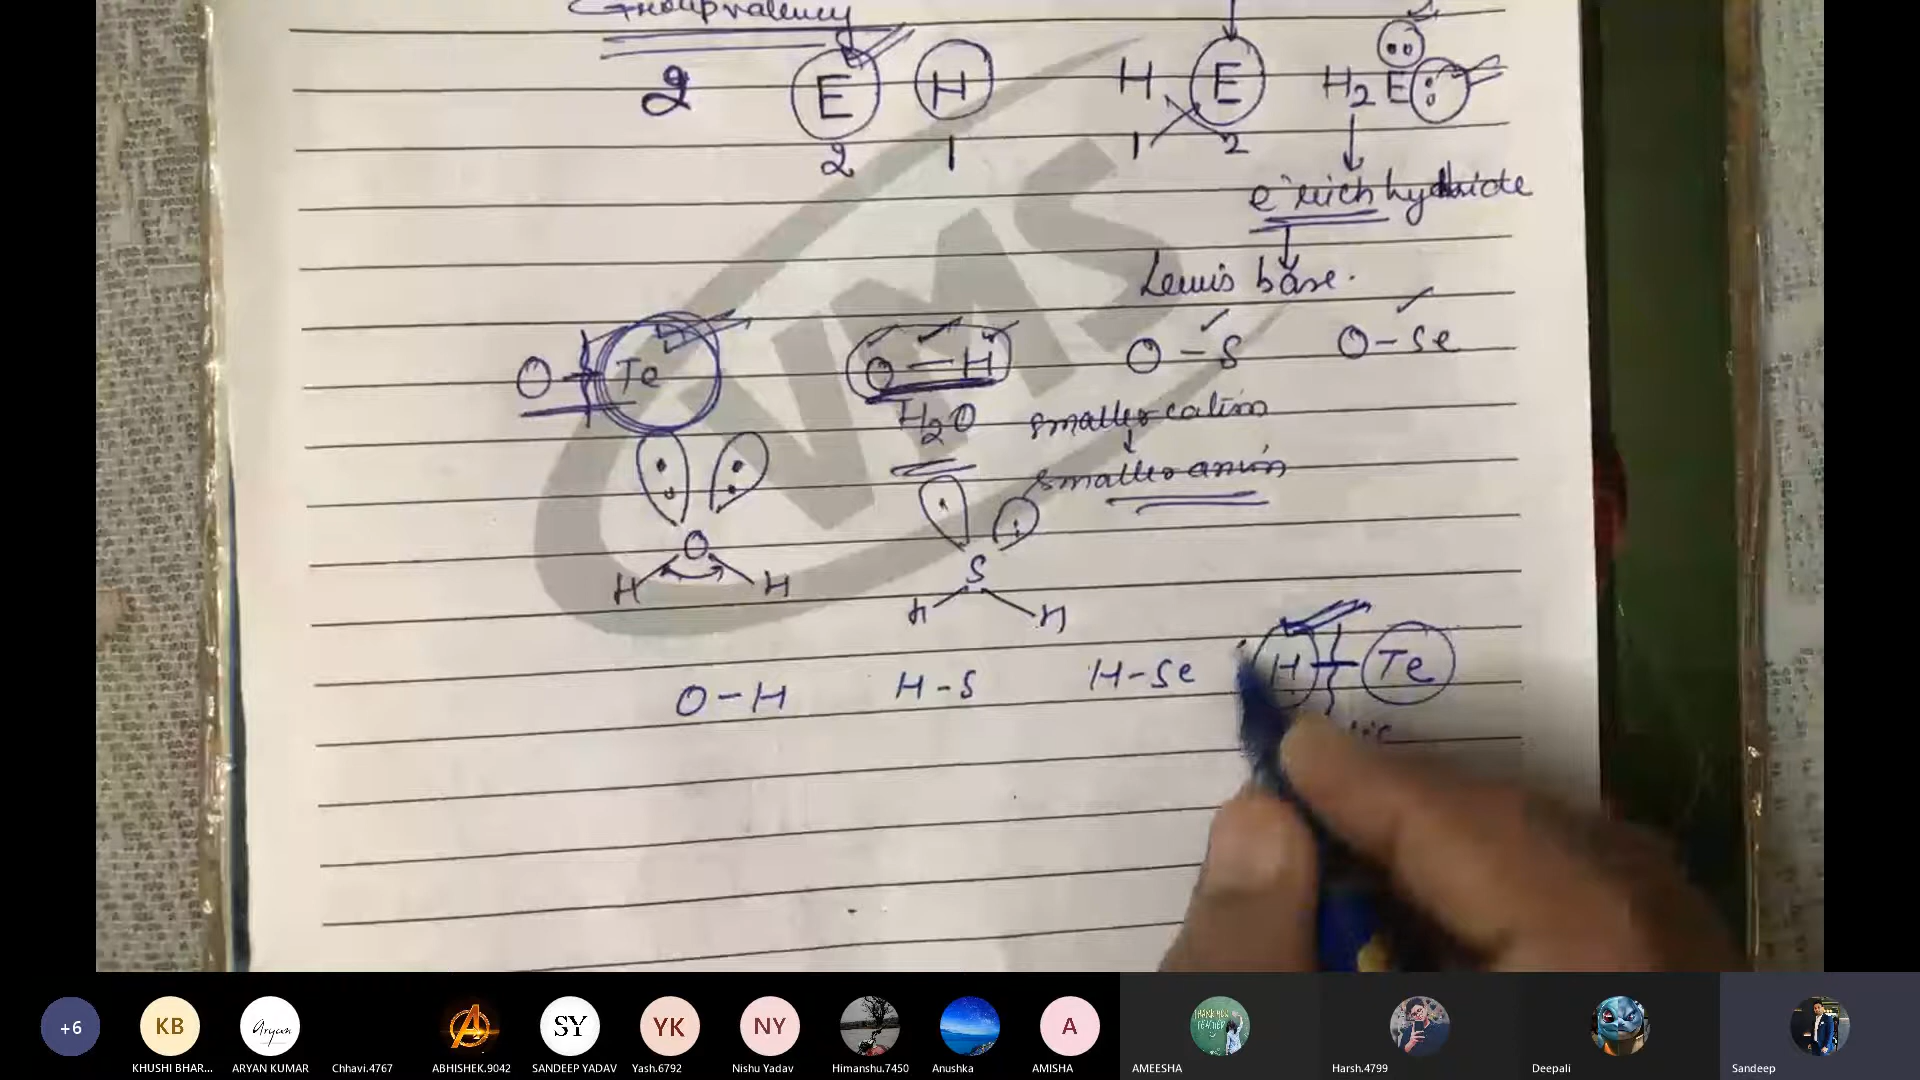 Group valency
2 E H H E H2E
2 1 1 2
e⁻ rich hydride
Lewis base.
O-Te O-H O-S O-Se
H2O smaller cation
smaller anion
O S
H H H H
O-H H-S H-Se H-Te
VMS
+6 KB aryan SY YK NY A
KHUSHI BHAR... ARYAN KUMAR Chhavi.4767 ABHISHEK.9042 SANDEEP YADAV Yash.6792 Nishu Yadav Himanshu.7450 Anushka AMISHA AMEESHA Harsh.4799 Deepali Sandeep